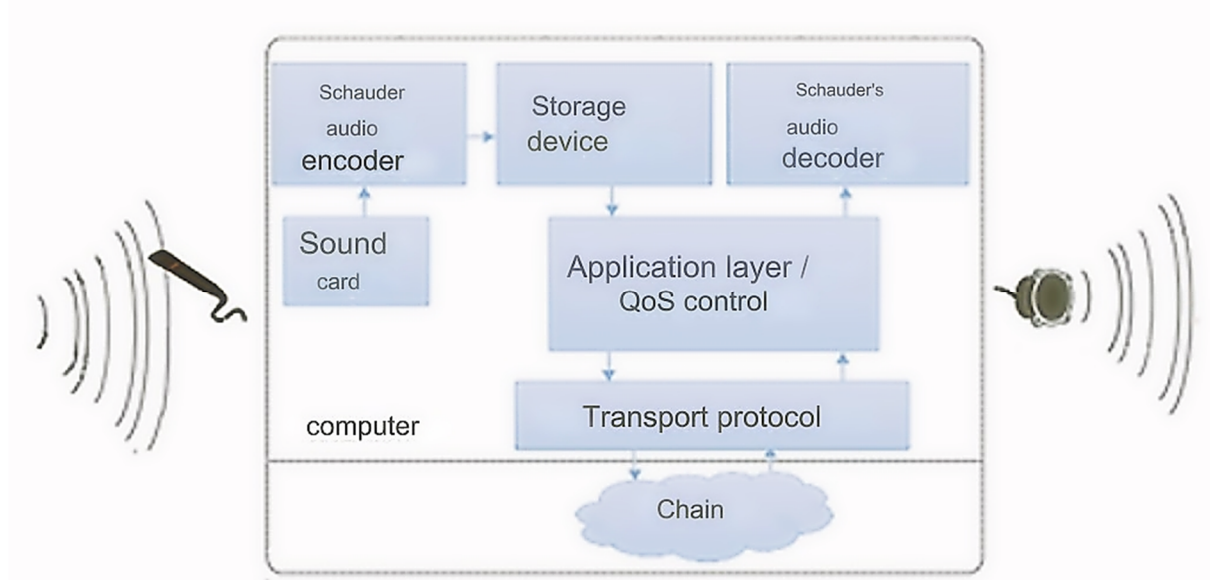 Schauder
audio
encoder
Storage
device
Schauder's
audio
decoder
Sound
card
Application layer /
QoS control
Transport protocol
computer
Chain